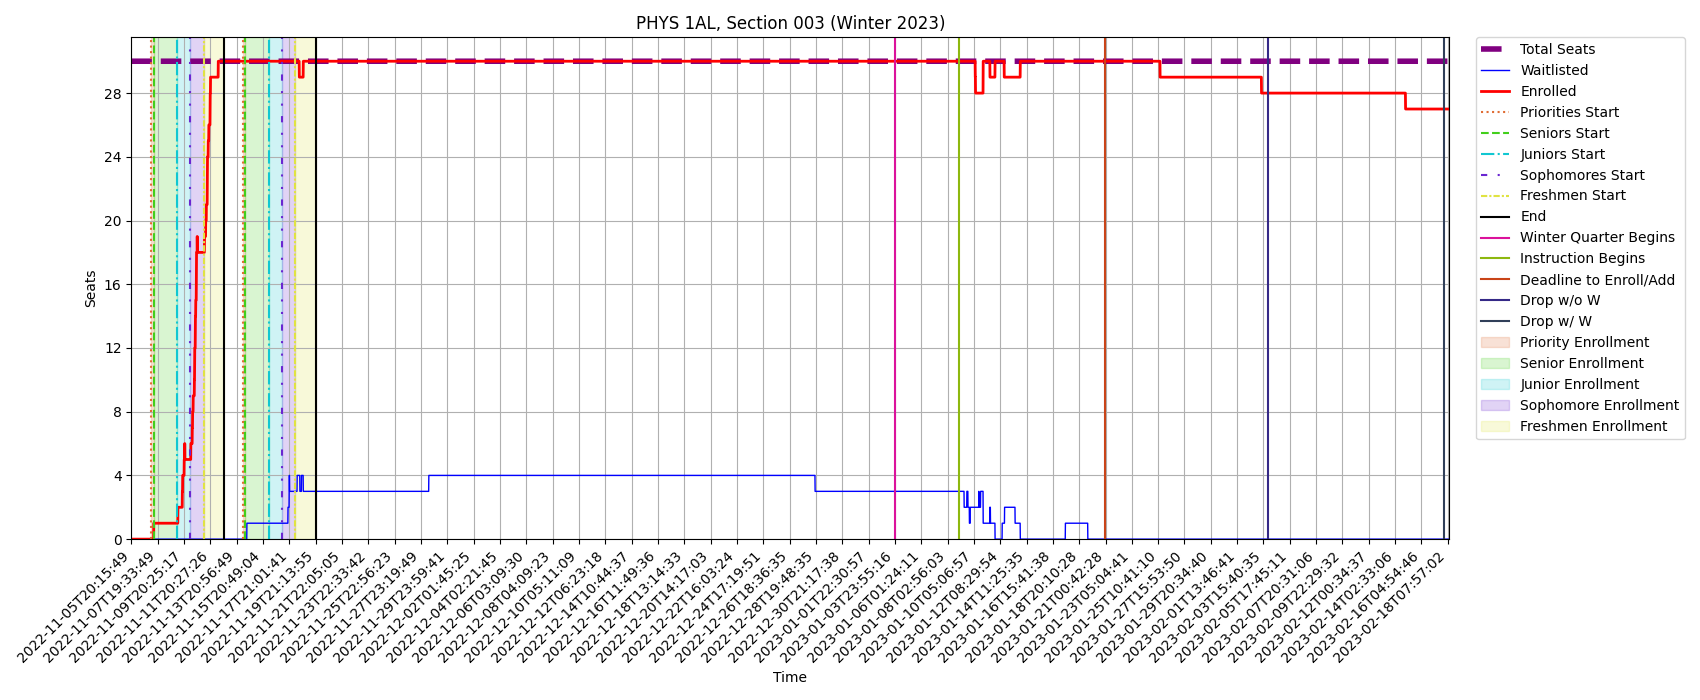 PHYS 1AL, Section 003 (Winter 2023)
Seats
28
24
20
16
12
8
4
0
2022-11-05T20:15:49
2022-11-07T19:33:49
2022-11-09T20:25:17
2022-11-11T20:27:26
2022-11-13T20:56:49
2022-11-15T20:49:04
2022-11-17T21:01:41
2022-11-19T21:13:55
2022-11-21T22:05:05
2022-11-23T22:33:42
2022-11-25T22:56:23
2022-11-27T23:19:49
2022-11-29T23:59:41
2022-12-02T01:45:25
2022-12-04T02:21:45
2022-12-06T03:09:30
2022-12-08T04:09:23
2022-12-10T05:11:09
2022-12-12T06:23:18
2022-12-14T10:44:37
2022-12-16T11:49:36
2022-12-18T13:14:33
2022-12-20T14:17:03
2022-12-22T16:03:24
2022-12-24T17:19:51
2022-12-26T18:36:35
2022-12-28T19:48:35
2022-12-30T21:17:38
2023-01-01T22:30:57
2023-01-03T23:55:16
2023-01-06T01:24:11
2023-01-08T02:56:03
2023-01-10T05:06:57
2023-01-12T08:29:54
2023-01-14T11:25:35
2023-01-16T15:41:38
2023-01-18T20:10:28
2023-01-21T00:42:28
2023-01-23T05:04:41
2023-01-25T10:41:10
2023-01-27T15:53:50
2023-01-29T20:34:40
2023-02-01T13:46:41
2023-02-03T15:40:35
2023-02-05T17:45:11
2023-02-07T20:31:06
2023-02-09T22:29:32
2023-02-12T00:34:37
2023-02-14T02:33:06
2023-02-16T04:54:46
2023-02-18T07:57:02
Time
Total Seats
Waitlisted
Enrolled
Priorities Start
Seniors Start
Juniors Start
Sophomores Start
Freshmen Start
End
Winter Quarter Begins
Instruction Begins
Deadline to Enroll/Add
Drop w/o W
Drop w/ W
Priority Enrollment
Senior Enrollment
Junior Enrollment
Sophomore Enrollment
Freshmen Enrollment